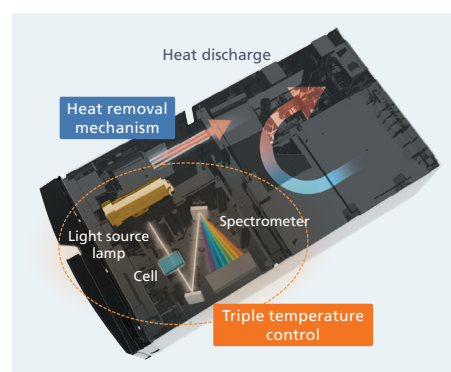 Heat discharge
Heat removal
mechanism
Spectrometer
Light source
lamp
Cell
Triple temperature
control